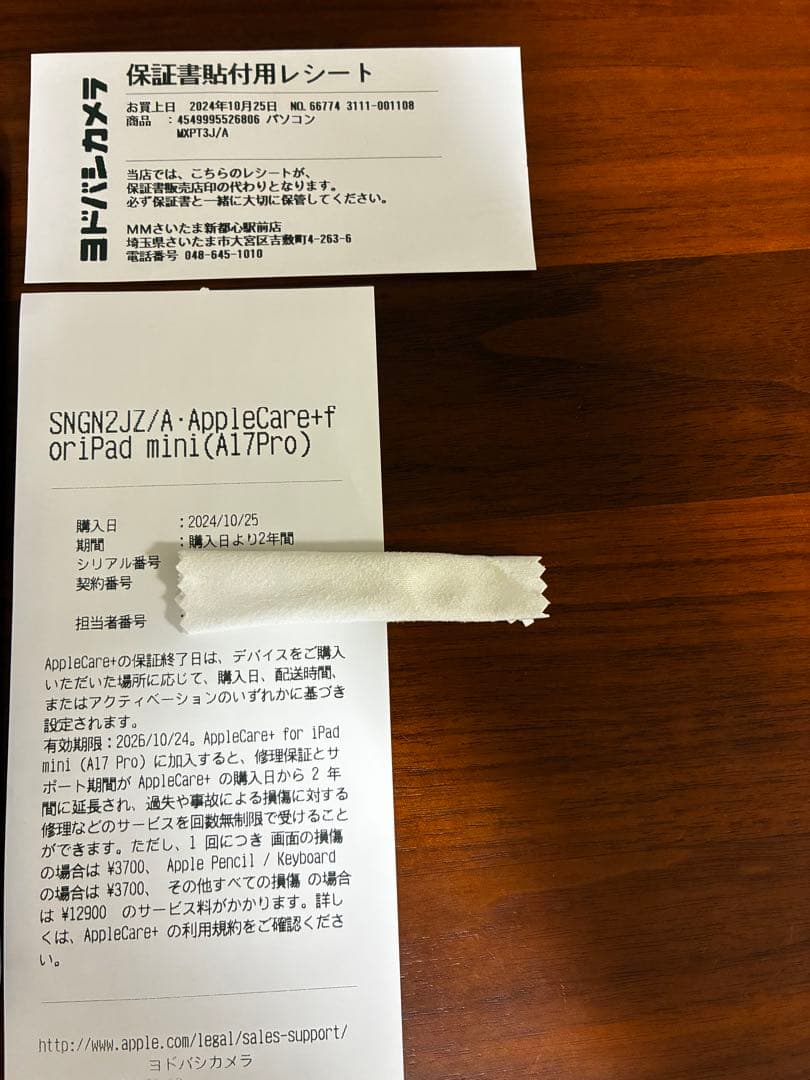 ヨドバシカメラ
保証書貼付用レシート
お買上日 2024年10月25日 NO.66774 3111-001108
商品 :4549995526806 パソコン
MXPT3J/A
当店では、こちらのレシートが、
保証書販売店印の代わりとなります。
必ず保証書と一緒に大切に保管してください。
MMさいたま新都心駅前店
埼玉県さいたま市大宮区吉敷町4-263-6
電話番号 048-645-1010
SNGN2JZ/A・AppleCare+f
oriPad mini(A17Pro)
購入日 :2024/10/25
期間 :購入日より2年間
シリアル番号
契約番号
担当者番号
AppleCare+の保証終了日は、デバイスをご購入
いただいた場所に応じて、購入日、配送時間、
またはアクティベーションのいずれかに基づき
設定されます。
有効期限:2026/10/24。AppleCare+ for iPad
mini (A17 Pro) に加入すると、修理保証とサ
ポート期間が AppleCare+ の購入日から 2 年
間に延長され、過失や事故による損傷に対する
修理などのサービスを回数無制限で受けること
ができます。ただし、1 回につき 画面の損傷
の場合は ¥3700、 Apple Pencil / Keyboard
の場合は ¥3700、 その他すべての損傷 の場合
は ¥12900 のサービス料がかかります。詳し
くは、AppleCare+ の利用規約をご確認くださ
い。
http://www.apple.com/legal/sales-support/
ヨドバシカメラ